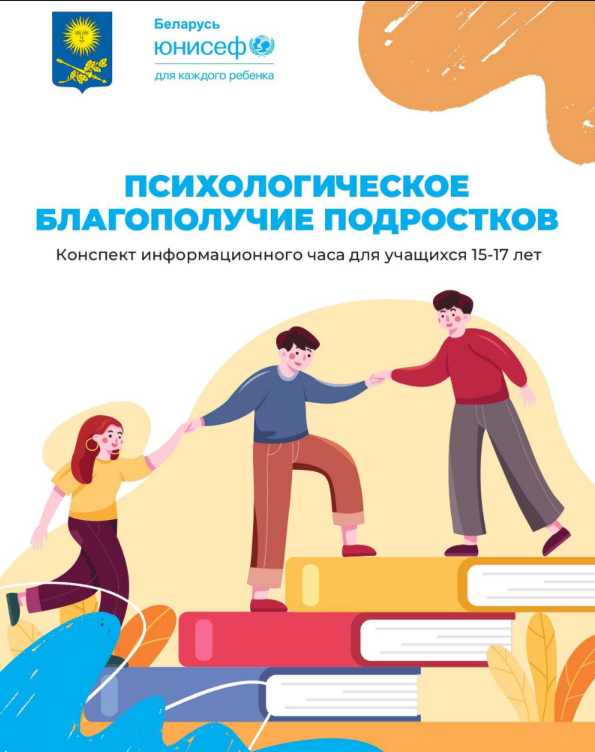 Беларусь
юнисеф
для каждого ребенка
ПСИХОЛОГИЧЕСКОЕ
БЛАГОПОЛУЧИЕ ПОДРОСТКОВ
Конспект информационного часа для учащихся 15-17 лет